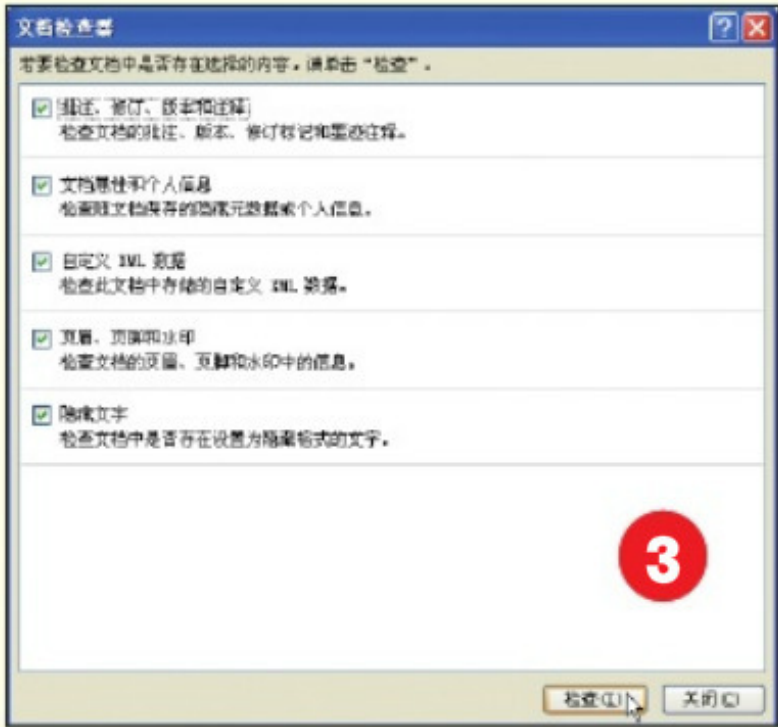 文档检查器
若要检查文档中是否存在选择的内容，请单击“检查”。
批注、修订、版本和注释
检查文档的批注、版本、修订标记和墨迹注释。
文档属性和个人信息
检查随文档保存的隐藏元数据或个人信息。
自定义 XML 数据
检查此文档中存储的自定义 XML 数据。
页眉、页脚和水印
检查文档的页眉、页脚和水印中的信息。
隐藏文字
检查文档中是否存在设置为隐藏格式的文字。
3
检查(I) 关闭(C)